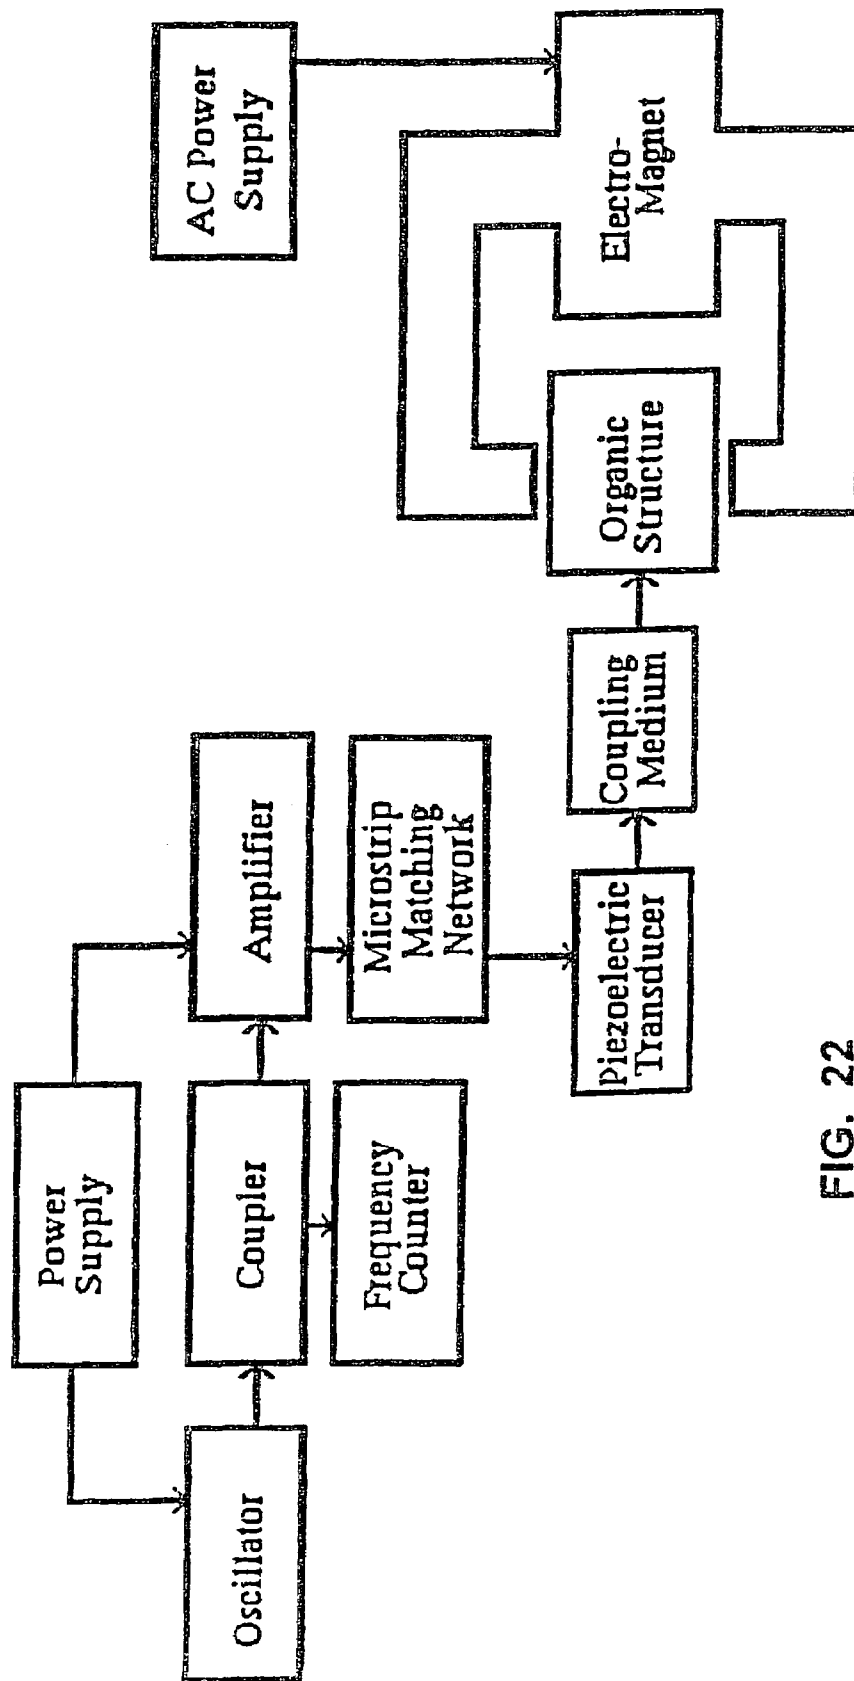 Power
Supply
AC Power
Supply
Oscillator
Coupler
Amplifier
Frequency
Counter
Microstrip
Matching
Network
Piezoelectric
Transducer
Coupling
Medium
Organic
Structure
Electro-
Magnet
FIG. 22